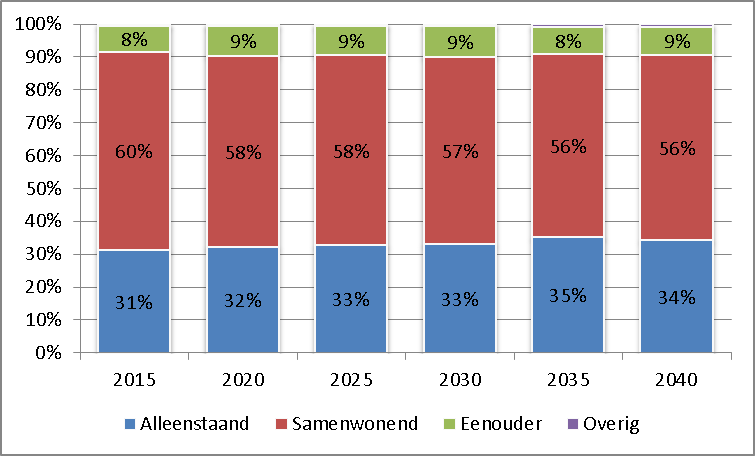 100%
8% 9% 9% 9% 8% 9%
90%
80%
70%
60%
60% 58% 58% 57% 56% 56%
50%
40%
30%
20%
31% 32% 33% 33% 35% 34%
10%
0%
2015 2020 2025 2030 2035 2040
Alleenstaand Samenwonend Eenouder Overig